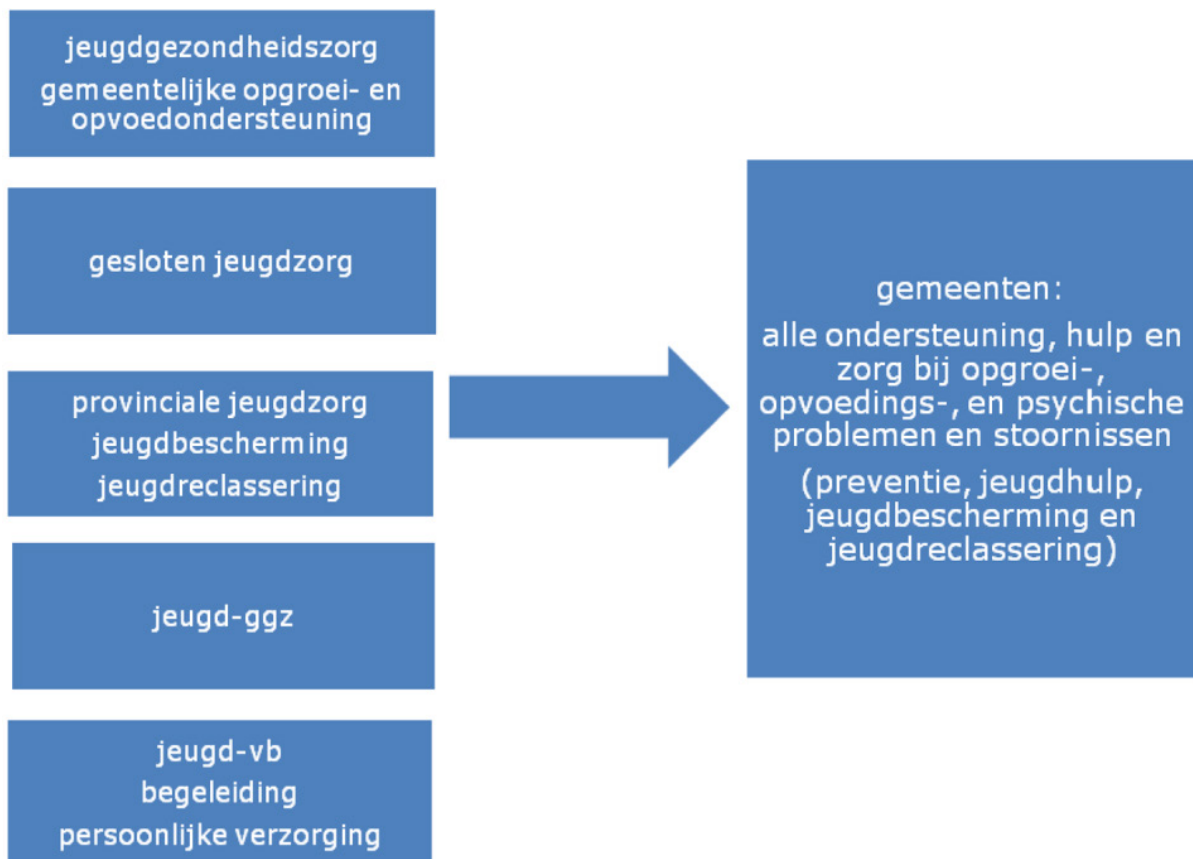 jeugdgezondheidszorg
gemeentelijke opgroei- en
opvoedondersteuning
gesloten jeugdzorg
provinciale jeugdzorg
jeugdbescherming
jeugdreclassering
jeugd-ggz
jeugd-vb
begeleiding
persoonlijke verzorging
gemeenten:
alle ondersteuning, hulp en
zorg bij opgroei-,
opvoedings-, en psychische
problemen en stoornissen
(preventie, jeugdhulp,
jeugdbescherming en
jeugdreclassering)